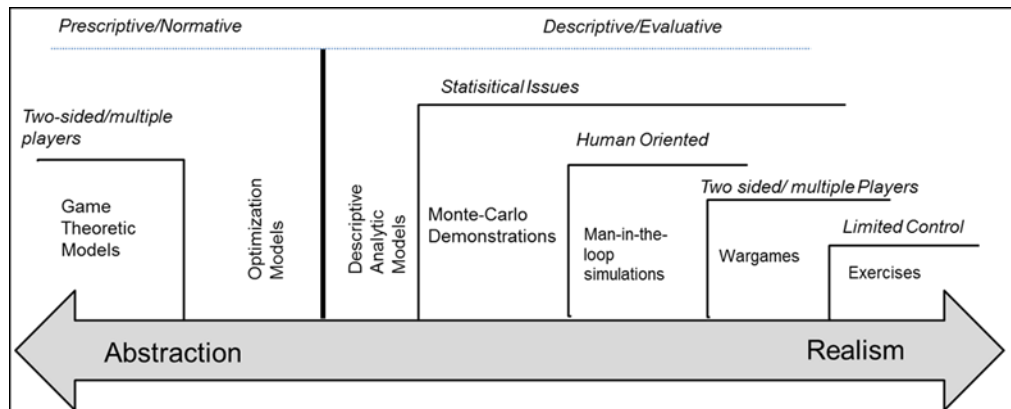 Prescriptive/Normative
Descriptive/Evaluative
Statisitical Issues
Two-sided/multiple
players
Human Oriented
Two sided/ multiple Players
Limited Control
Game
Theoretic
Models
Optimization
Models
Descriptive
Analytic
Models
Monte-Carlo
Demonstrations
Man-in-the-
loop
simulations
Wargames
Exercises
Abstraction
Realism